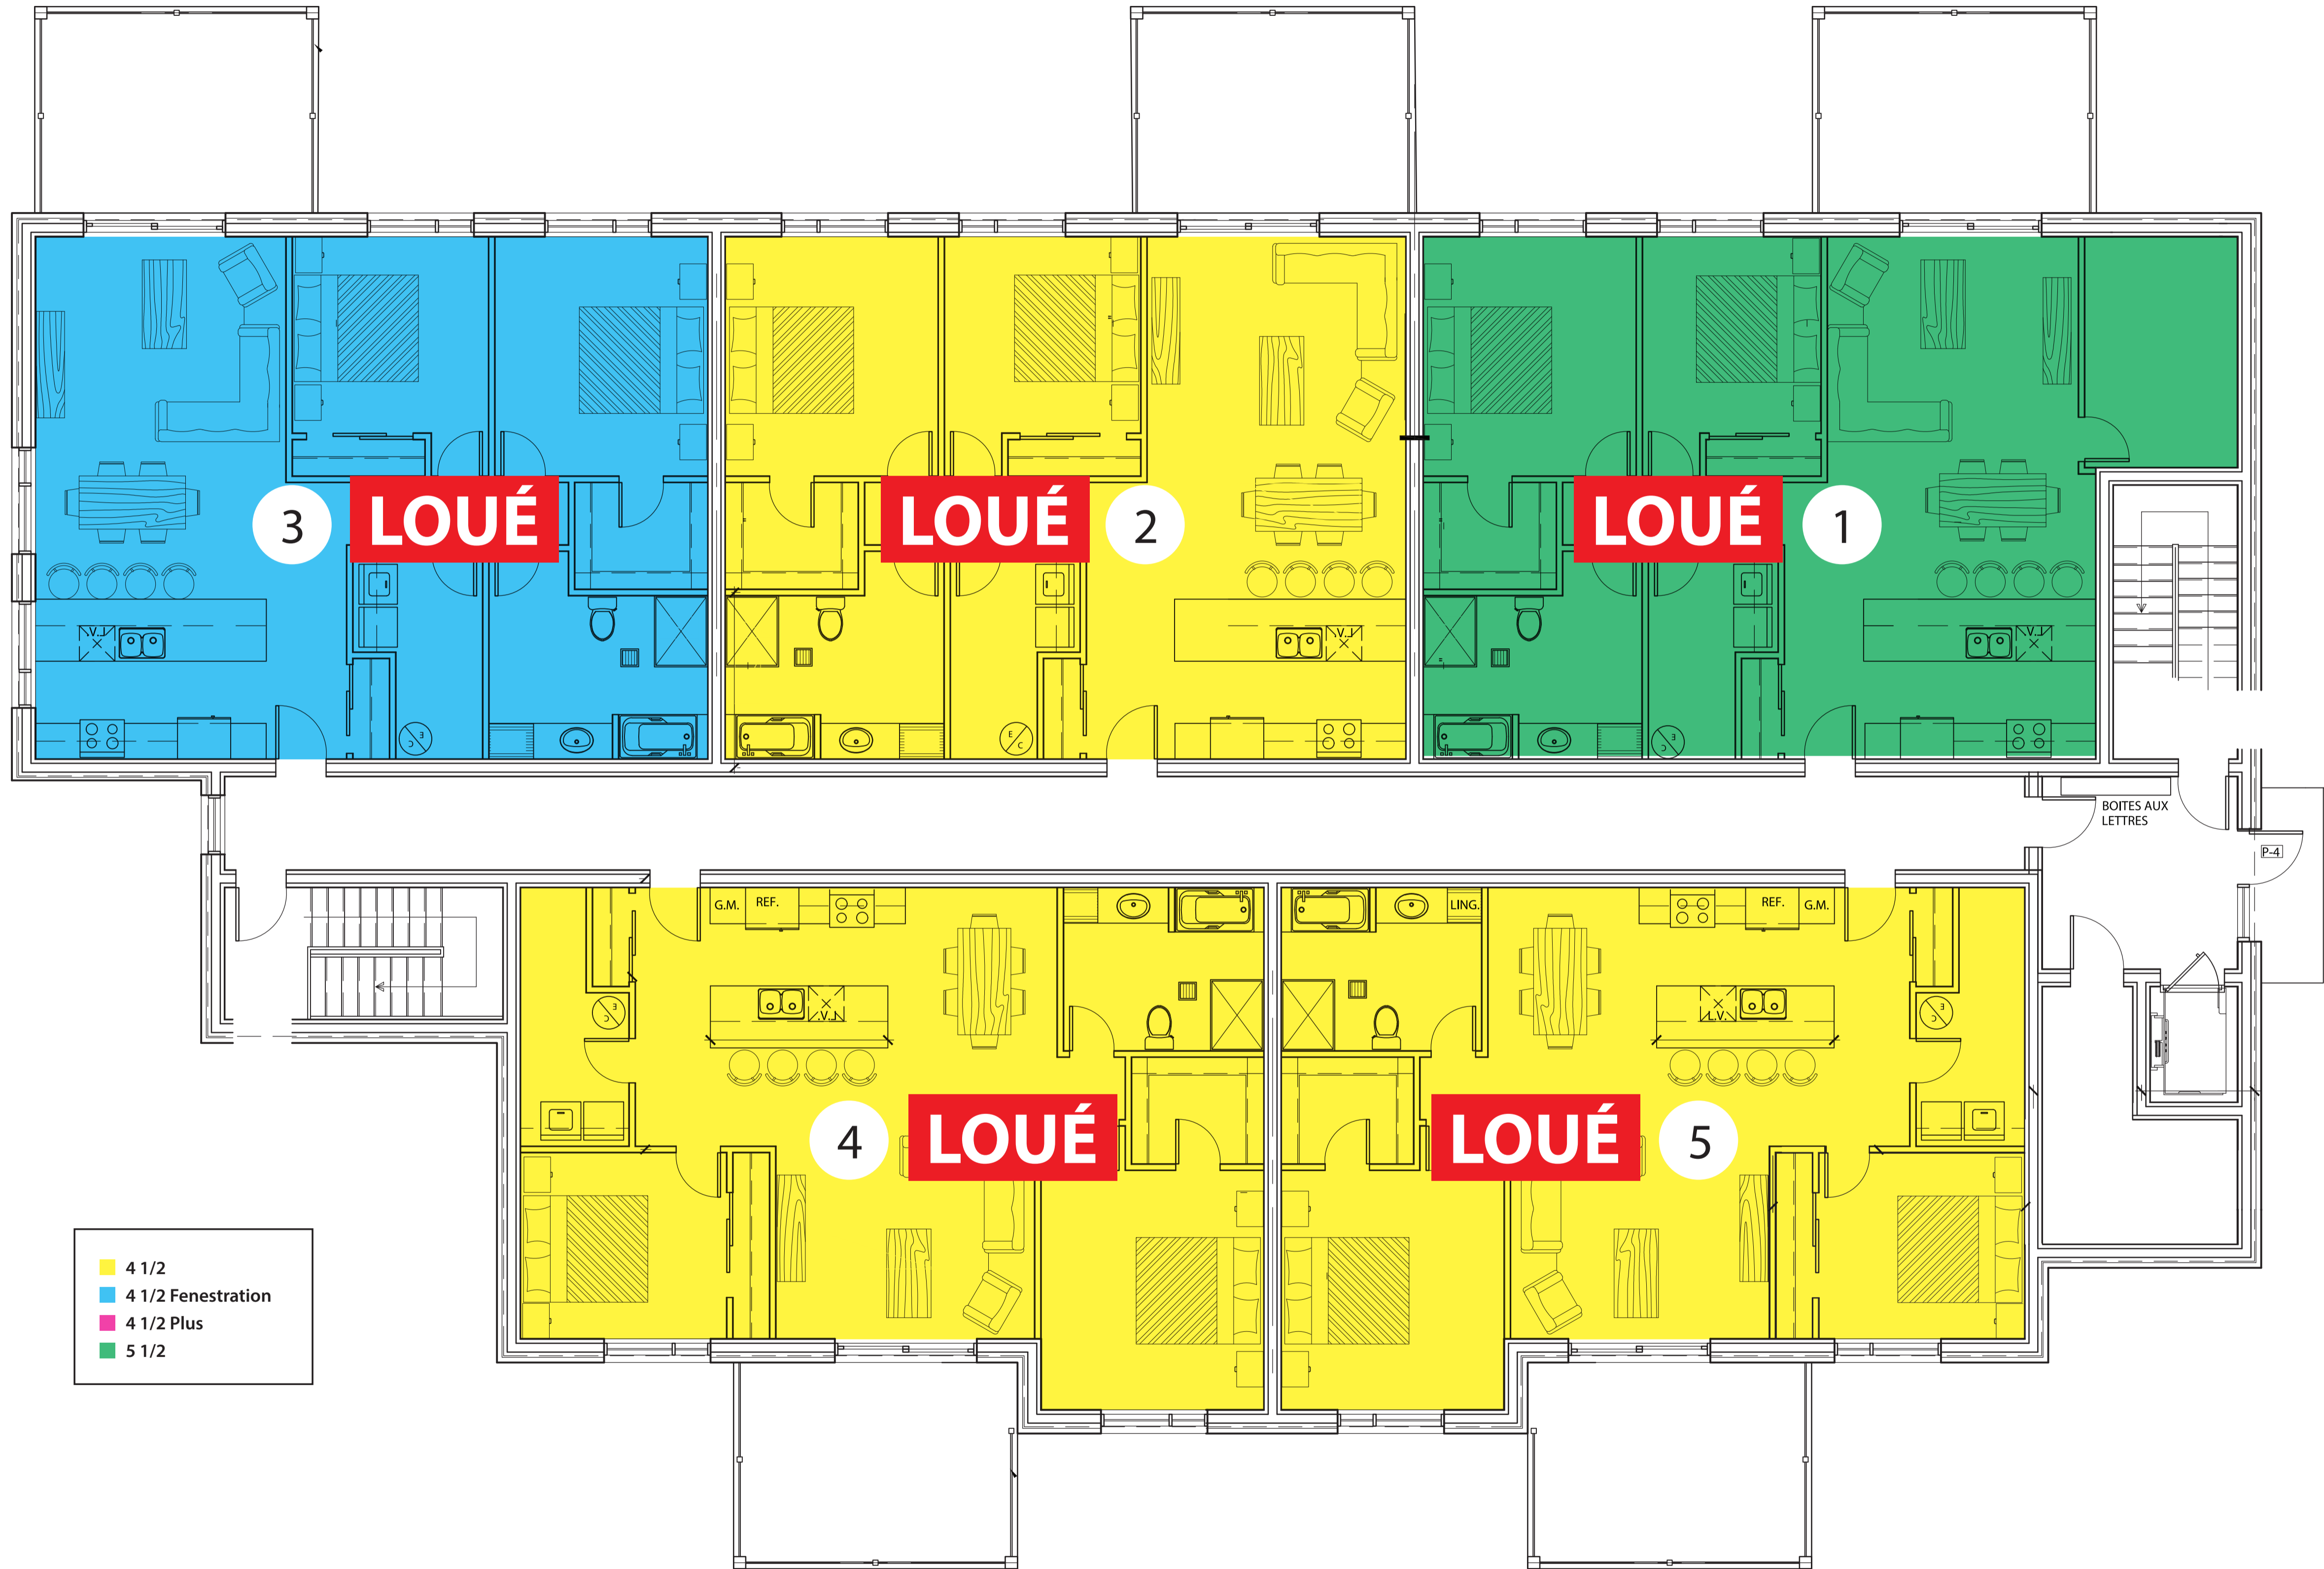 3
LOUÉ
LOUÉ
2
LOUÉ
1
L.V.
L.V.
L.V.
E
C
E
C
E
C
BOITES AUX
LETTRES
P-4
G.M.
REF.
LING.
REF.
G.M.
E
C
E
C
L.V.
L.V.
4
LOUÉ
LOUÉ
5
4 1/2
4 1/2 Fenestration
4 1/2 Plus
5 1/2